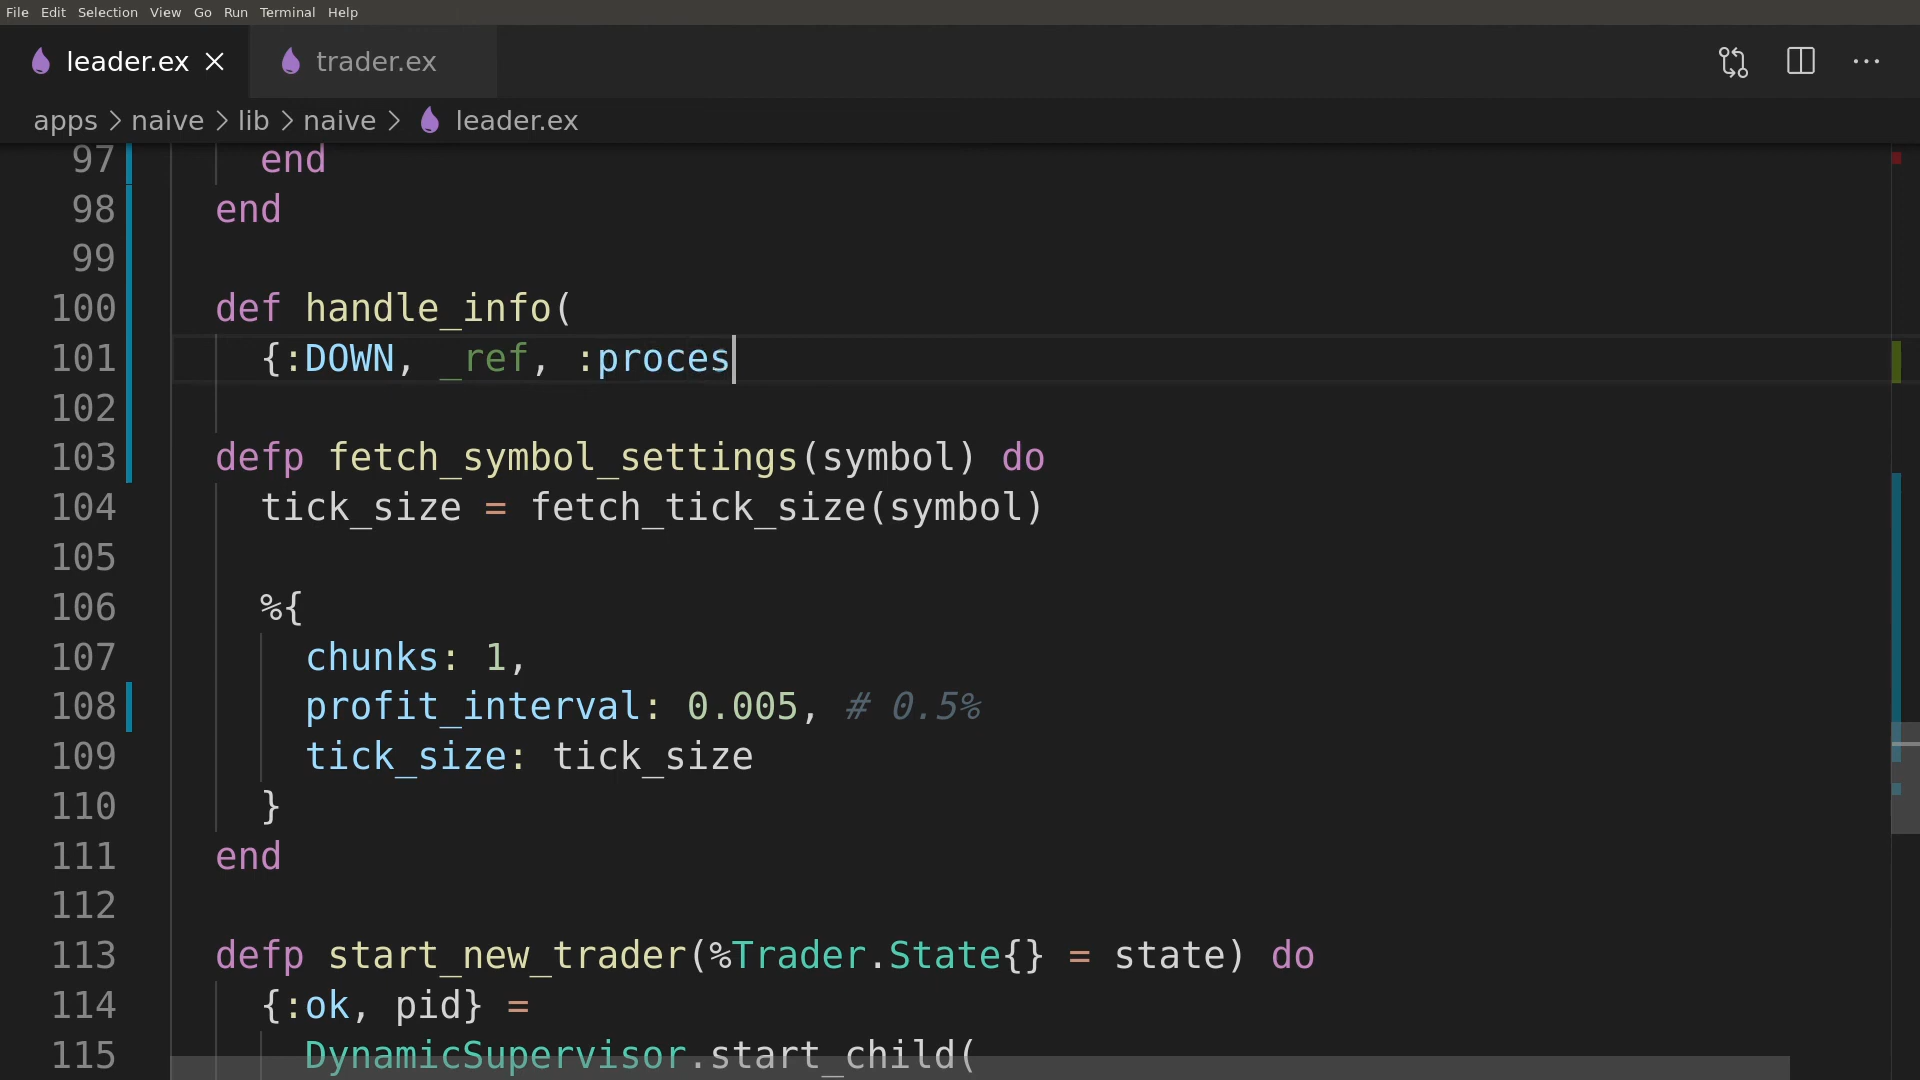 File Edit Selection View Go Run Terminal Help
leader.ex trader.ex
apps > naive > lib > naive > leader.ex
97 end
98 end
99
100 def handle_info(
101 {:DOWN, _ref, :proces
102
103 defp fetch_symbol_settings(symbol) do
104 tick_size = fetch_tick_size(symbol)
105
106 %{
107 chunks: 1,
108 profit_interval: 0.005, # 0.5%
109 tick_size: tick_size
110 }
111 end
112
113 defp start_new_trader(%Trader.State{} = state) do
114 {:ok, pid} =
115 DynamicSupervisor.start_child(